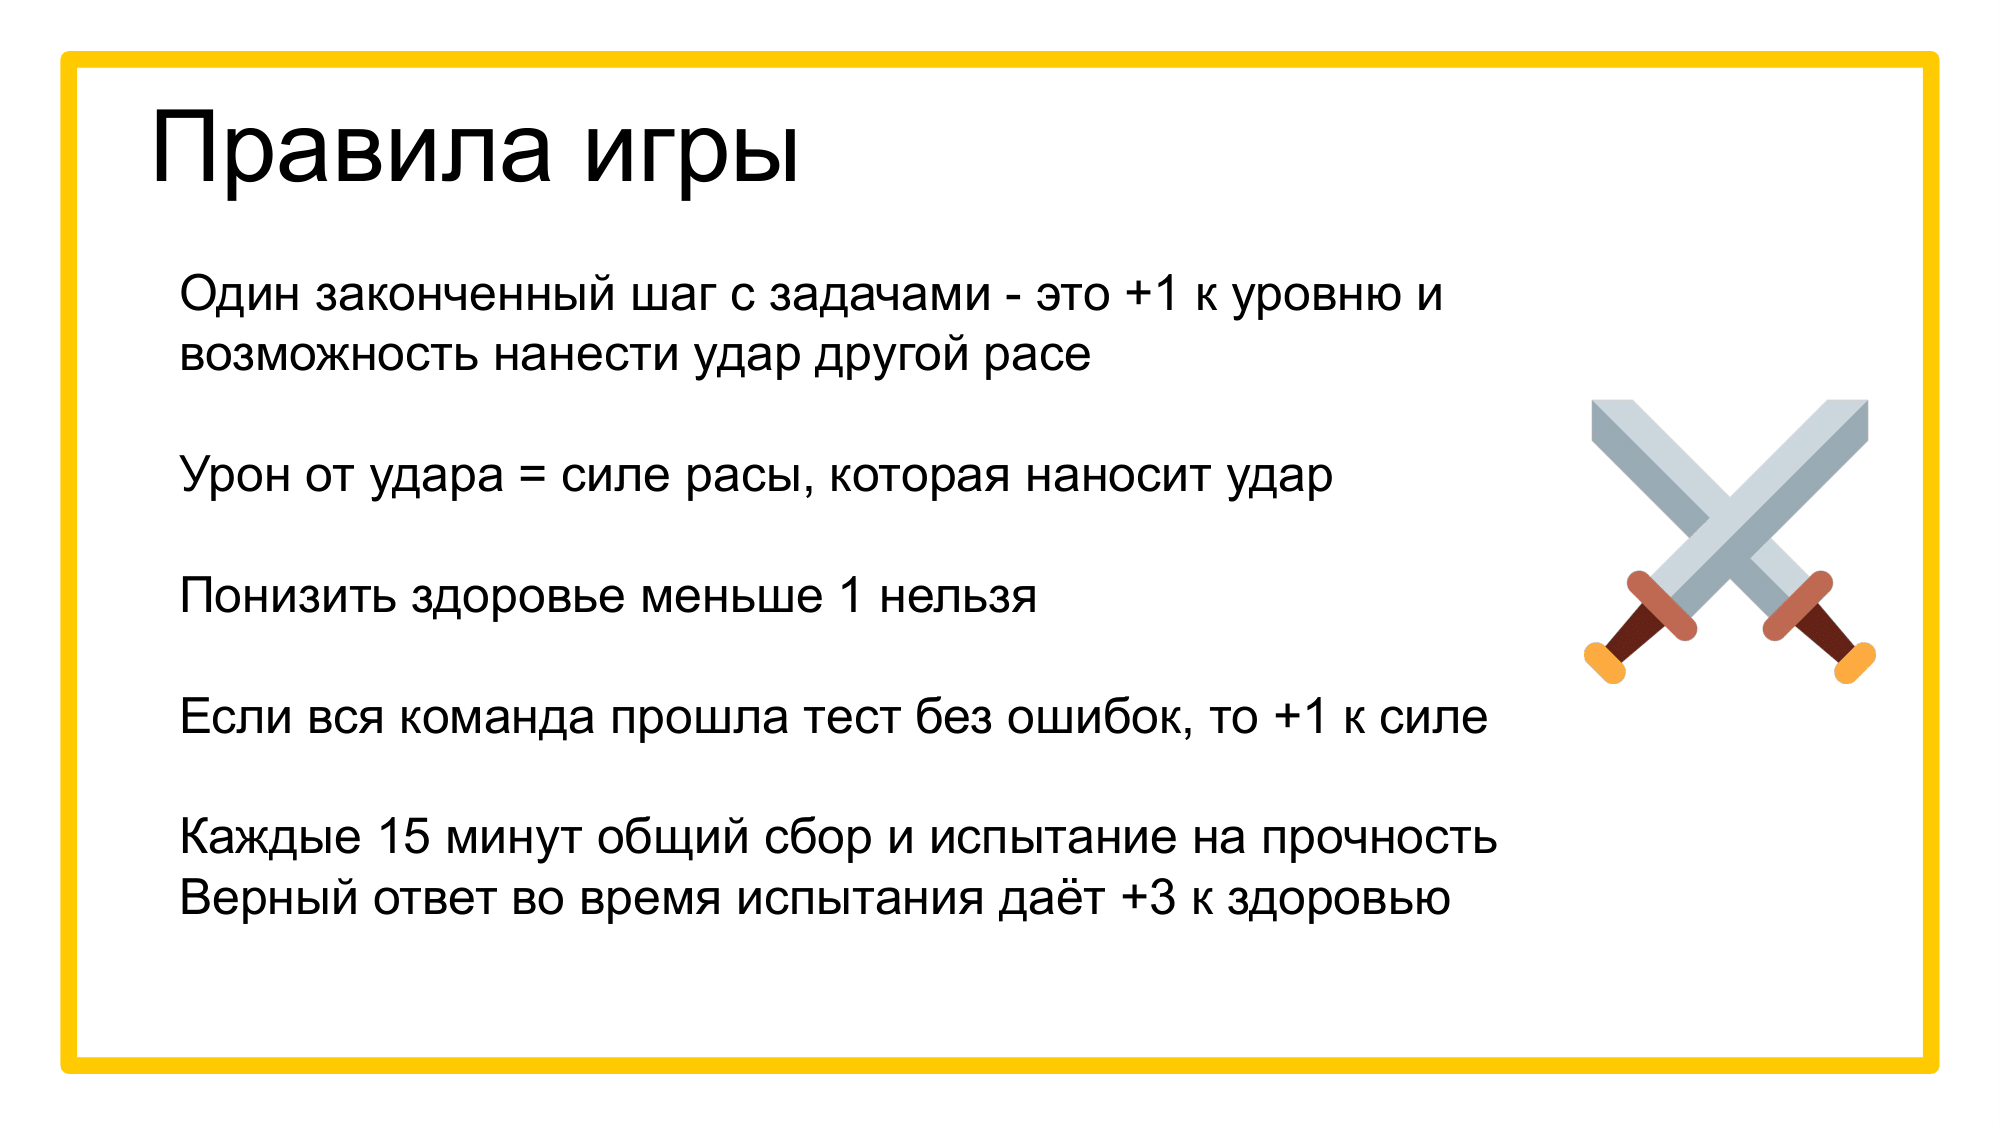 Правила игры
Один законченный шаг с задачами - это +1 к уровню и
возможность нанести удар другой расе
Урон от удара = силе расы, которая наносит удар
Понизить здоровье меньше 1 нельзя
Если вся команда прошла тест без ошибок, то +1 к силе
Каждые 15 минут общий сбор и испытание на прочность
Верный ответ во время испытания даёт +3 к здоровью